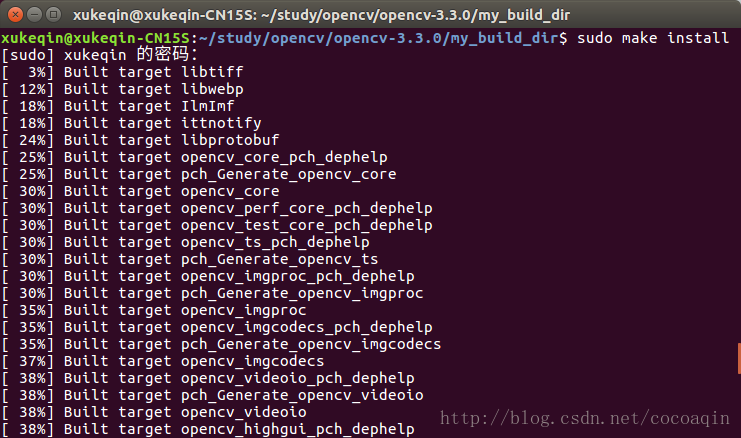 xukeqin@xukeqin-CN15S: ~/study/opencv/opencv-3.3.0/my_build_dir
xukeqin@xukeqin-CN15S:~/study/opencv/opencv-3.3.0/my_build_dir$ sudo make install
[sudo] xukeqin 的密码：
[  3%] Built target libtiff
[ 12%] Built target libwebp
[ 18%] Built target IlmImf
[ 18%] Built target ittnotify
[ 24%] Built target libprotobuf
[ 25%] Built target opencv_core_pch_dephelp
[ 25%] Built target pch_Generate_opencv_core
[ 30%] Built target opencv_core
[ 30%] Built target opencv_perf_core_pch_dephelp
[ 30%] Built target opencv_test_core_pch_dephelp
[ 30%] Built target opencv_ts_pch_dephelp
[ 30%] Built target pch_Generate_opencv_ts
[ 30%] Built target opencv_imgproc_pch_dephelp
[ 30%] Built target pch_Generate_opencv_imgproc
[ 35%] Built target opencv_imgproc
[ 35%] Built target opencv_imgcodecs_pch_dephelp
[ 35%] Built target pch_Generate_opencv_imgcodecs
[ 37%] Built target opencv_imgcodecs
[ 38%] Built target opencv_videoio_pch_dephelp
[ 38%] Built target pch_Generate_opencv_videoio
[ 38%] Built target opencv_videoio
[ 38%] Built target opencv_highgui_pch_dephelp
http://blog.csdn.net/cocoaqin